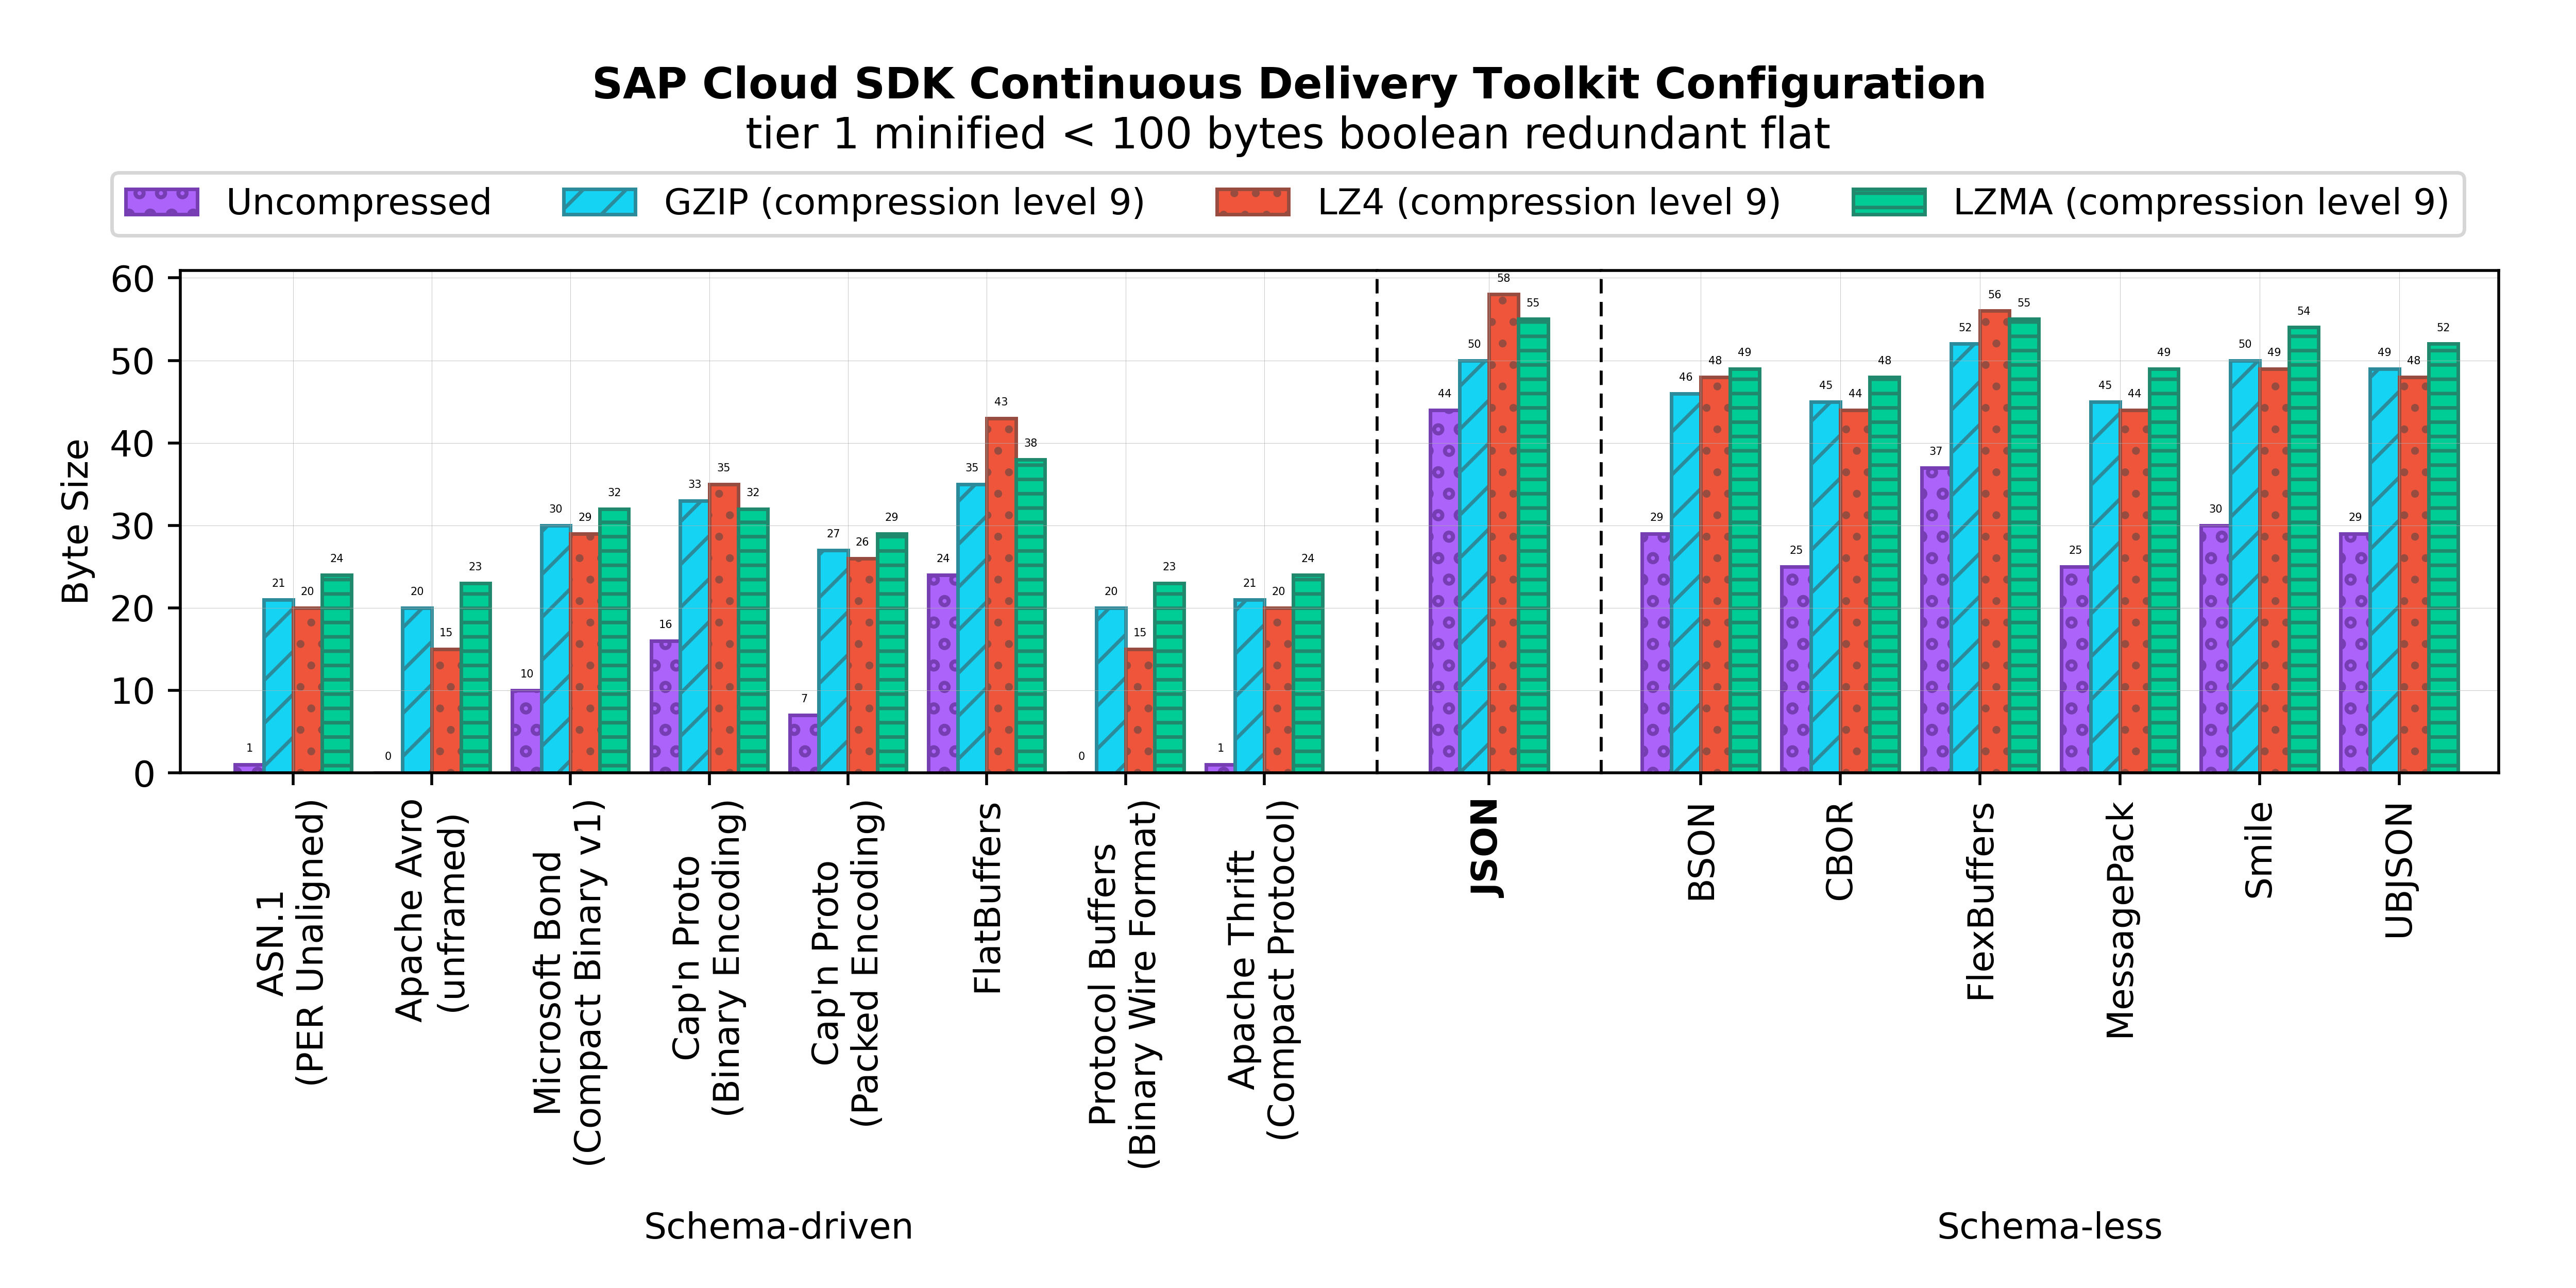 SAP Cloud SDK Continuous Delivery Toolkit Configuration
tier 1 minified < 100 bytes boolean redundant flat
Uncompressed
GZIP (compression level 9)
LZ4 (compression level 9)
LZMA (compression level 9)
Byte Size
60
50
40
30
20
10
0
1
21
20
24
0
20
15
23
10
30
29
32
16
33
35
32
7
27
26
29
24
35
43
38
0
20
15
23
1
21
20
24
44
50
58
55
29
46
48
49
25
45
44
48
37
52
56
55
25
45
44
49
30
50
49
54
29
49
48
52
ASN.1
(PER Unaligned)
Apache Avro
(unframed)
Microsoft Bond
(Compact Binary v1)
Cap'n Proto
(Binary Encoding)
Cap'n Proto
(Packed Encoding)
FlatBuffers
Protocol Buffers
(Binary Wire Format)
Apache Thrift
(Compact Protocol)
JSON
BSON
CBOR
FlexBuffers
MessagePack
Smile
UBJSON
Schema-driven
Schema-less